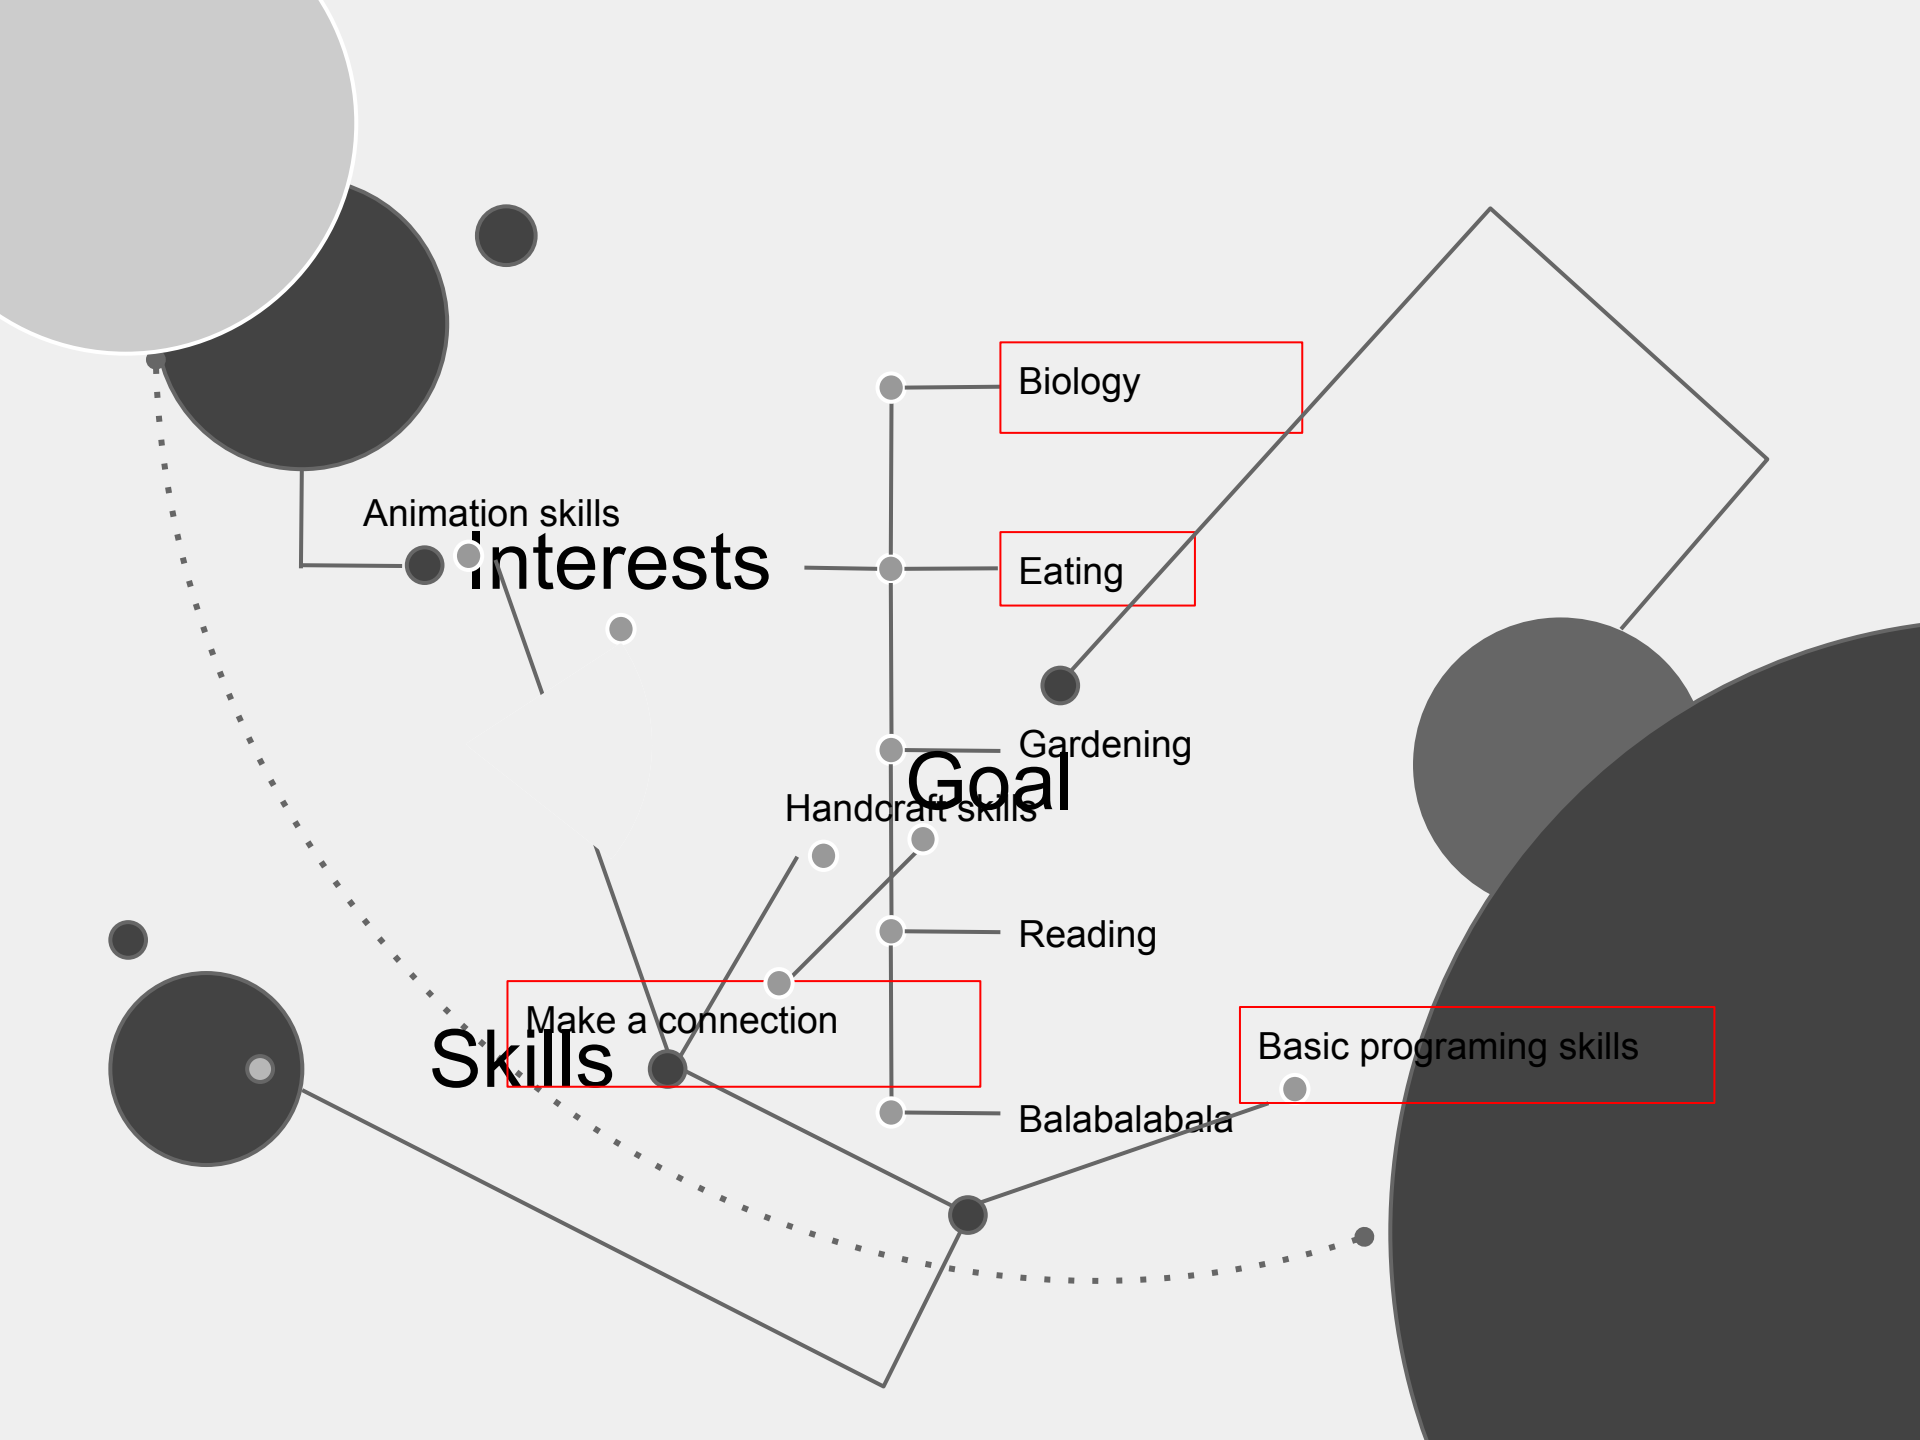 Biology
Animation skills
Interests
Eating
Gardening
Goal
Handcraft skills
Reading
Make a connection
Skills
Basic programing skills
Balabalabala